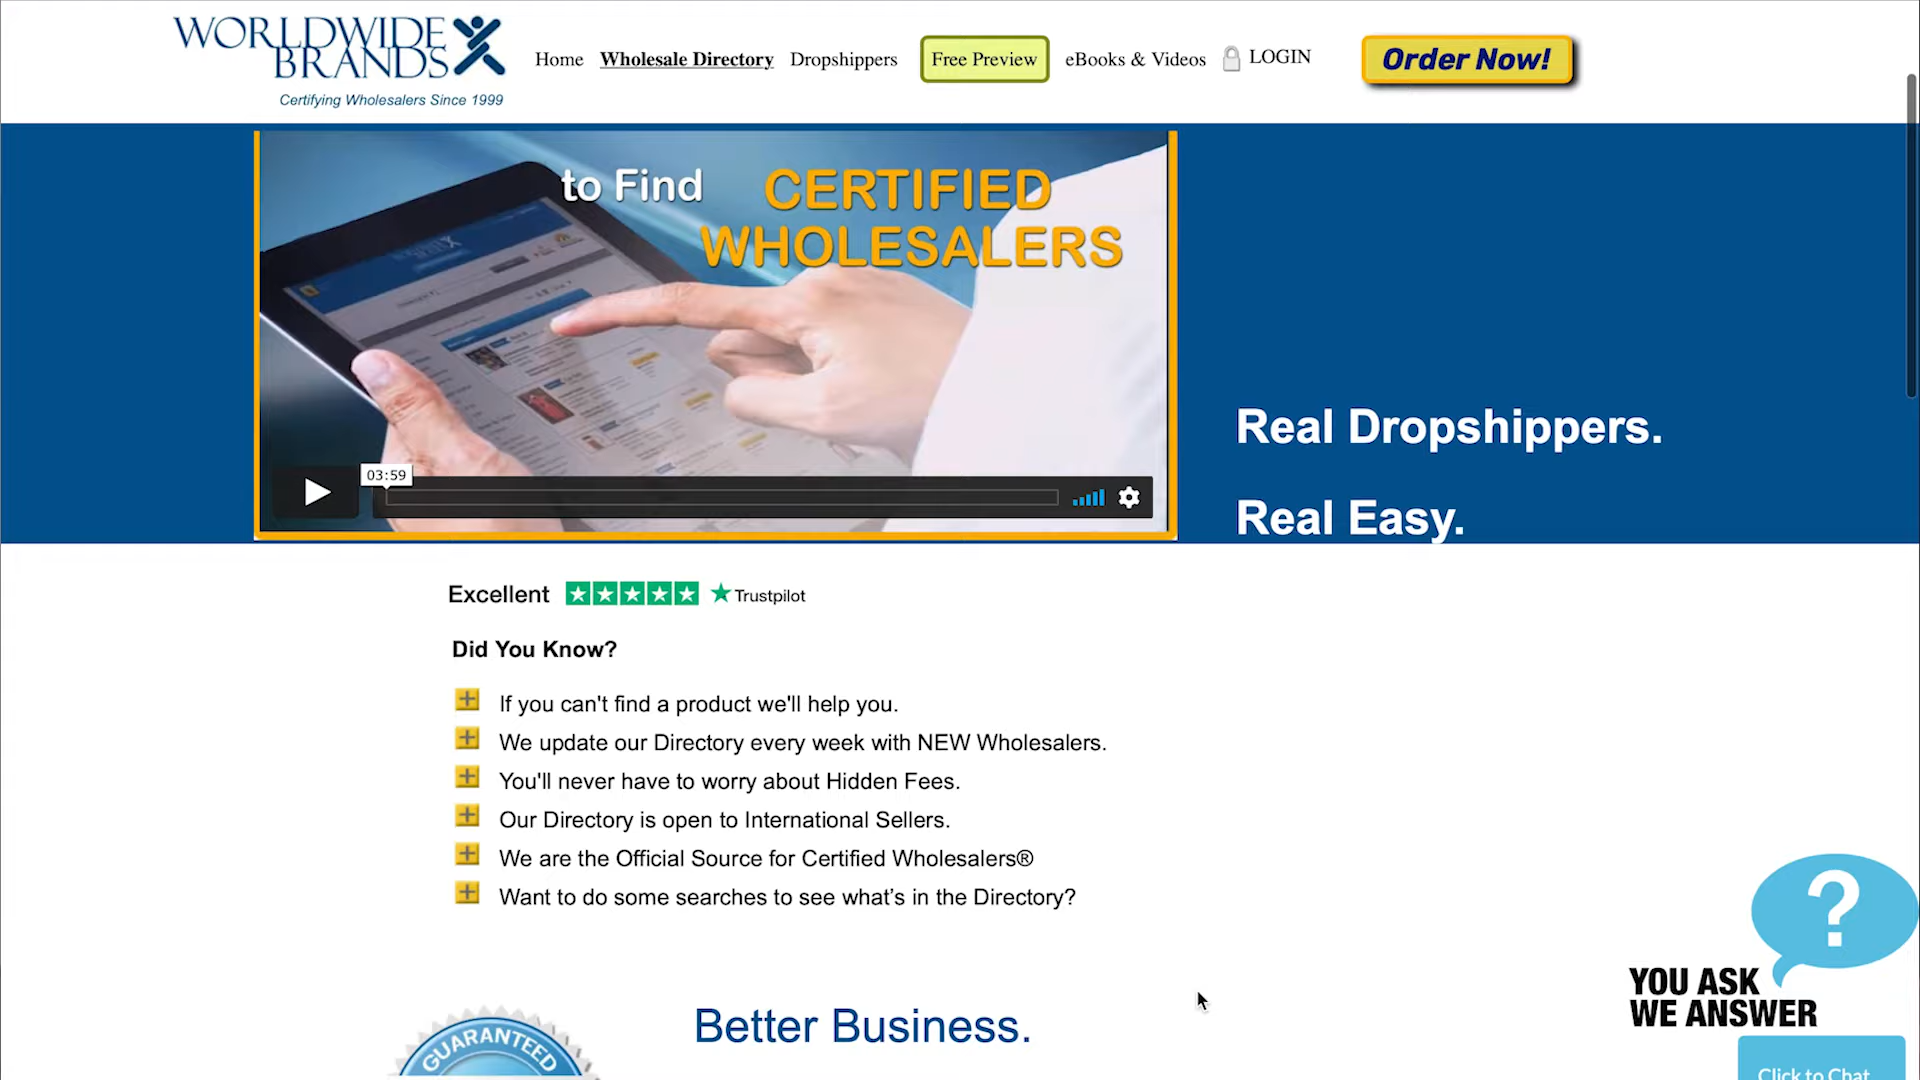 WORLDWIDE
BRANDS
Certifying Wholesalers Since 1999
Home Wholesale Directory Dropshippers Free Preview eBooks & Videos LOGIN Order Now!
to Find CERTIFIED
WHOLESALERS
03:59
Real Dropshippers.
Real Easy.
Excellent Trustpilot
Did You Know?
If you can't find a product we'll help you.
We update our Directory every week with NEW Wholesalers.
You'll never have to worry about Hidden Fees.
Our Directory is open to International Sellers.
We are the Official Source for Certified Wholesalers®
Want to do some searches to see what’s in the Directory?
?
YOU ASK
WE ANSWER
Better Business.
GUARANTEED
Click to Chat